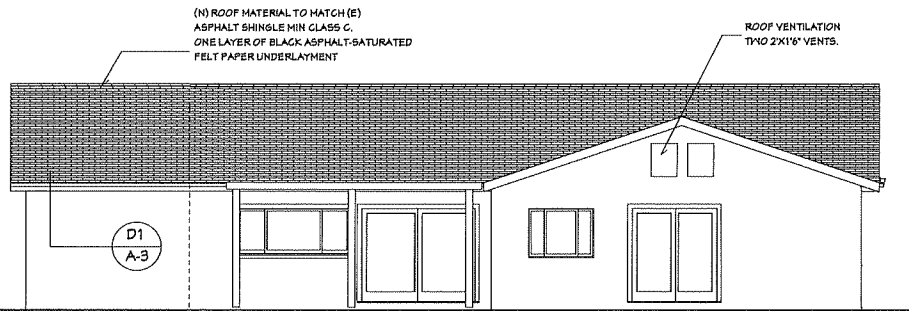 (N) ROOF MATERIAL TO MATCH (E)
ASPHALT SHINGLE MIN CLASS C.
ONE LAYER OF BLACK ASPHALT-SATURATED
FELT PAPER UNDERLAYMENT
ROOF VENTILATION
TWO 2'X1'6" VENTS.
D1
A-3